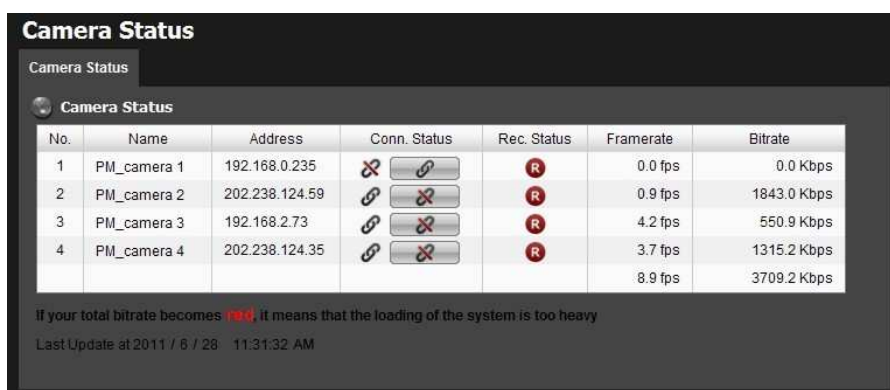 Camera Status
Camera Status
Camera Status
No. Name Address Conn. Status Rec. Status Framerate Bitrate
1 PM_camera 1 192.168.0.235 R 0.0 fps 0.0 Kbps
2 PM_camera 2 202.238.124.59 R 0.9 fps 1843.0 Kbps
3 PM_camera 3 192.168.2.73 R 4.2 fps 550.9 Kbps
4 PM_camera 4 202.238.124.35 R 3.7 fps 1315.2 Kbps
8.9 fps 3709.2 Kbps
If your total bitrate becomes red, it means that the loading of the system is too heavy
Last Update at 2011 / 6 / 28 11:31:32 AM